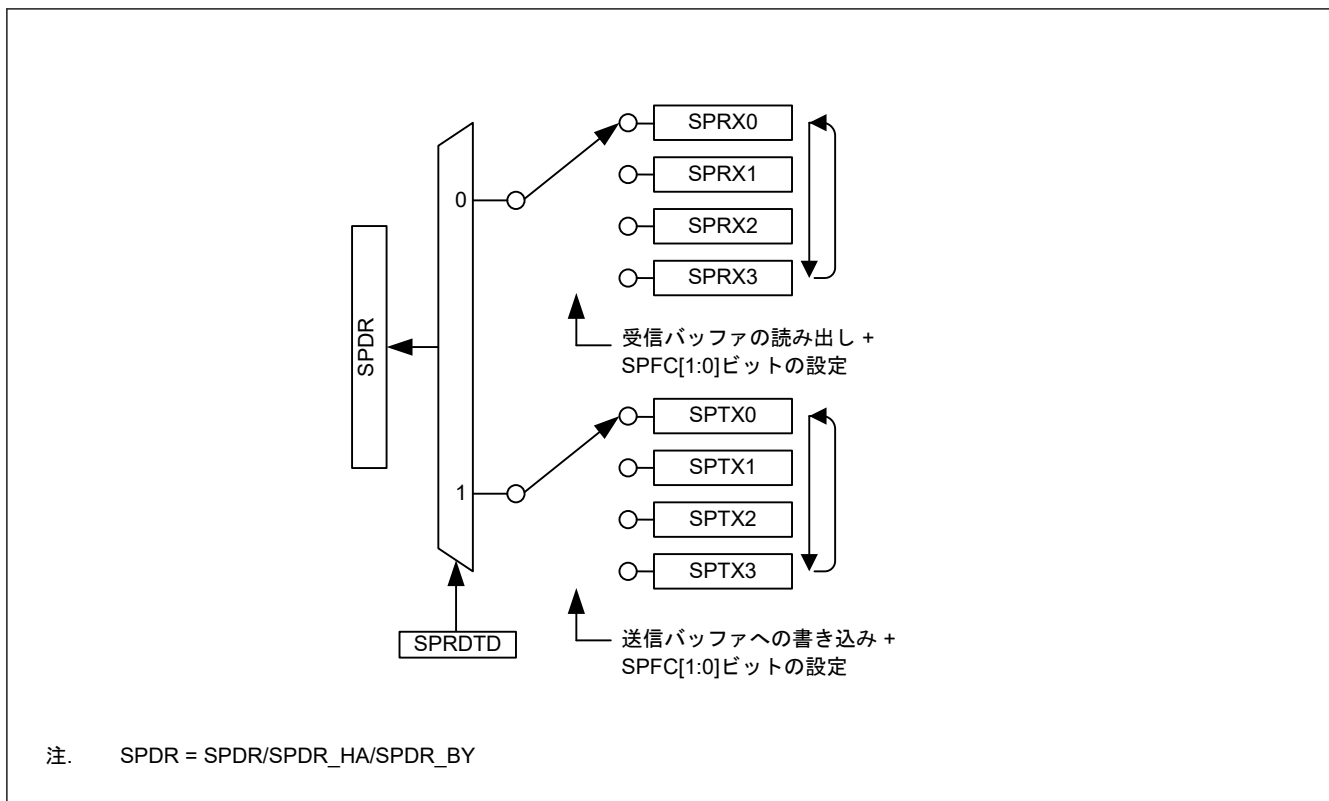 SPRX0
SPRX1
SPRX2
SPRX3
0
SPDR
受信バッファの読み出し +
SPFC[1:0]ビットの設定
SPTX0
SPTX1
SPTX2
SPTX3
1
SPRDTD
送信バッファへの書き込み +
SPFC[1:0]ビットの設定
注. SPDR = SPDR/SPDR_HA/SPDR_BY